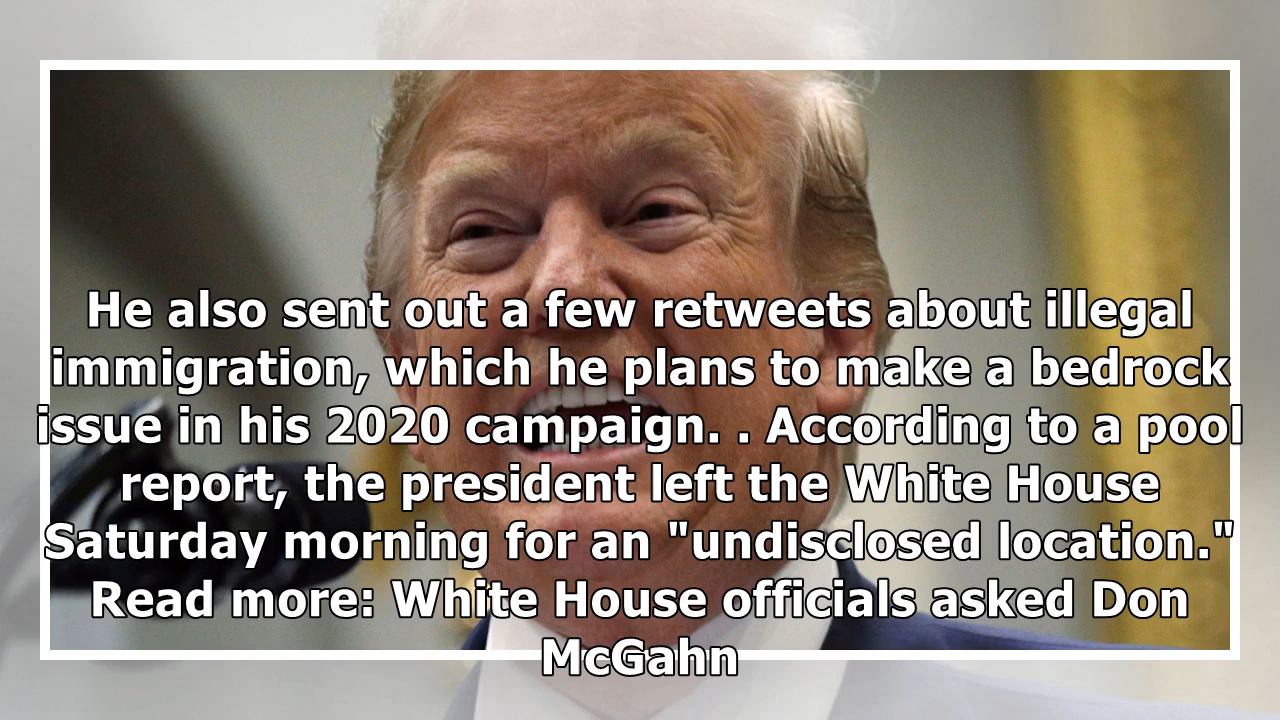 He also sent out a few retweets about illegal
immigration, which he plans to make a bedrock
issue in his 2020 campaign. . According to a pool
report, the president left the White House
Saturday morning for an "undisclosed location."
Read more: White House officials asked Don
McGahn